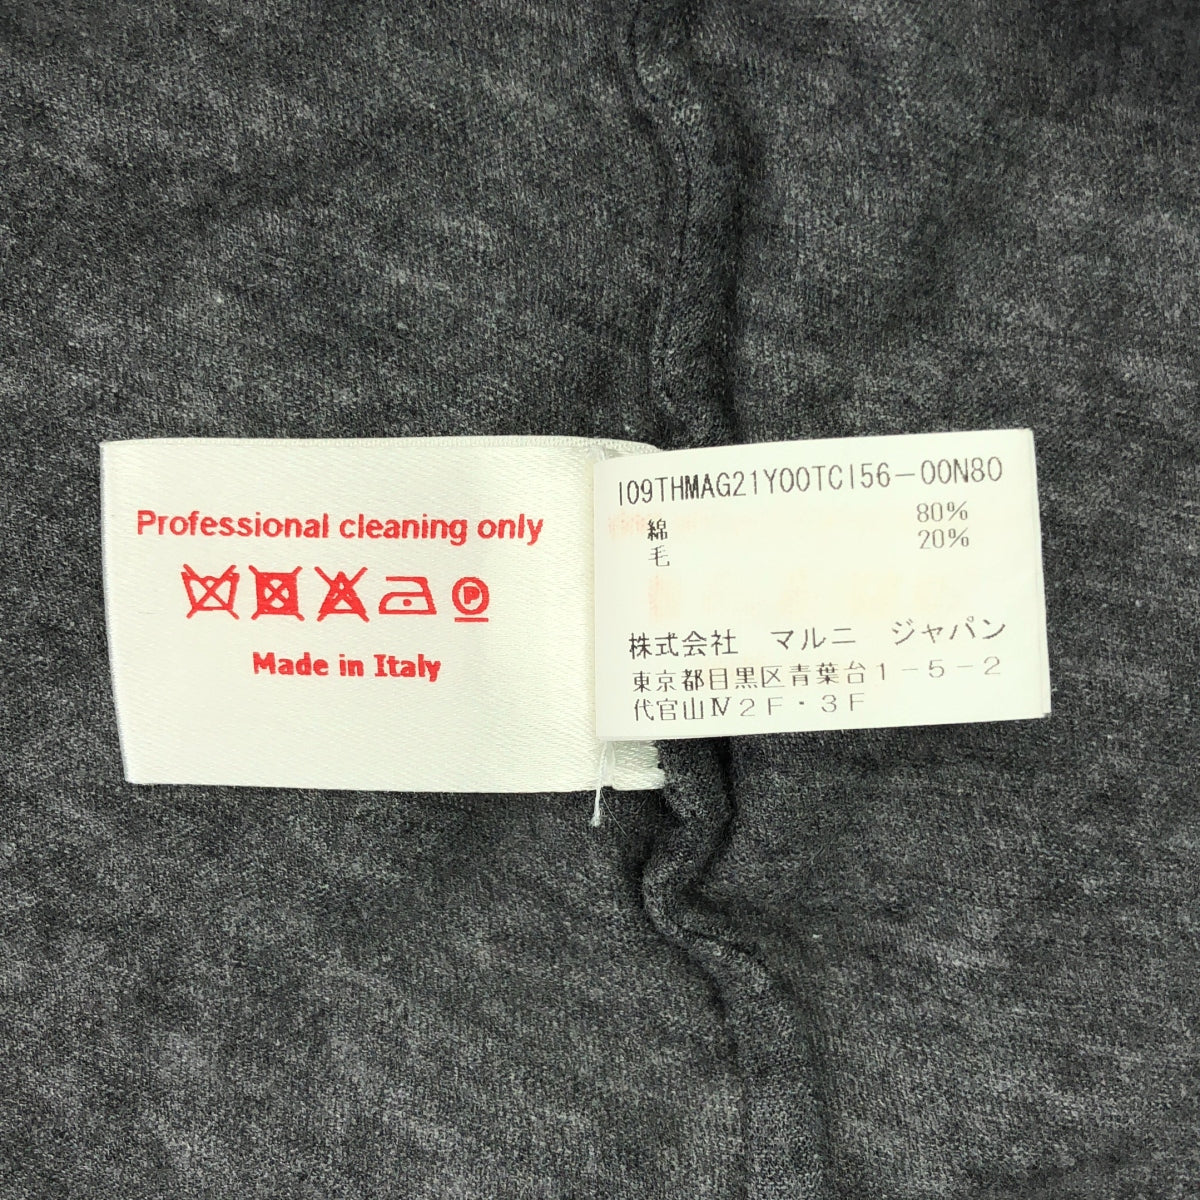 Professional cleaning only
P
Made in Italy
I09THMAG21Y00TCI56-00N80
綿 80%
毛 20%
株式会社 マルニ ジャパン
東京都目黒区青葉台1-5-2
代官山Ⅳ2F・3F